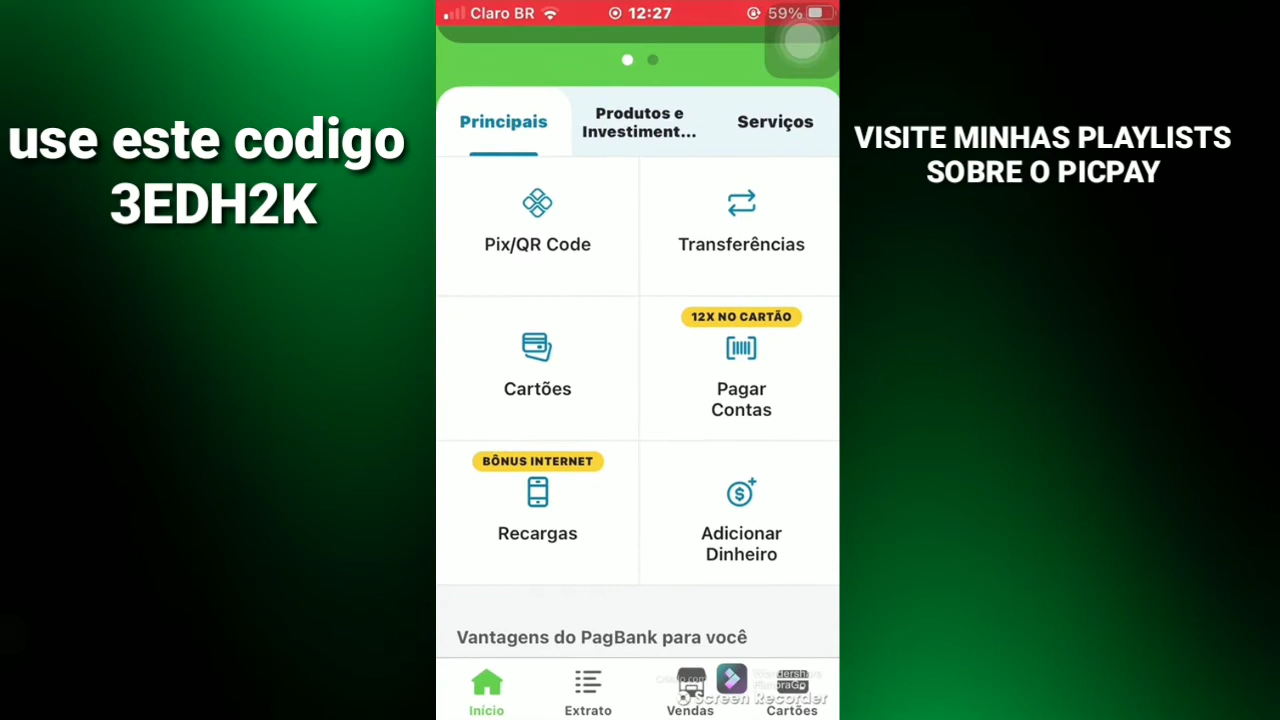 use este codigo
3EDH2K
Claro BR 12:27 59%
Principais
Produtos e
Investiment...
Serviços
Pix/QR Code
Transferências
12X NO CARTÃO
Cartões
Pagar
Contas
BÔNUS INTERNET
Recargas
Adicionar
Dinheiro
Vantagens do PagBank para você
Início
Extrato
Vendas
Cartões
Wondershare
FilmoraGo
Screen Recorder
VISITE MINHAS PLAYLISTS
SOBRE O PICPAY